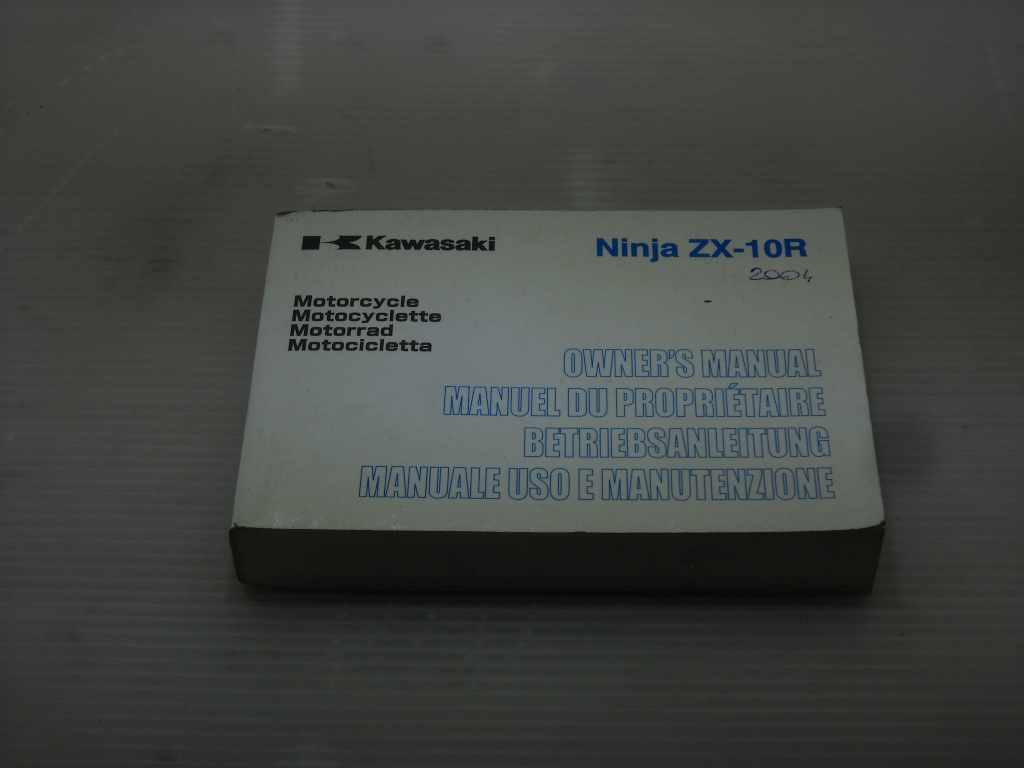 Kawasaki
Ninja ZX-10R
2004
Motorcycle
Motocyclette
Motorrad
Motocicletta
OWNER'S MANUAL
MANUEL DU PROPRIÉTAIRE
BETRIEBSANLEITUNG
MANUALE USO E MANUTENZIONE